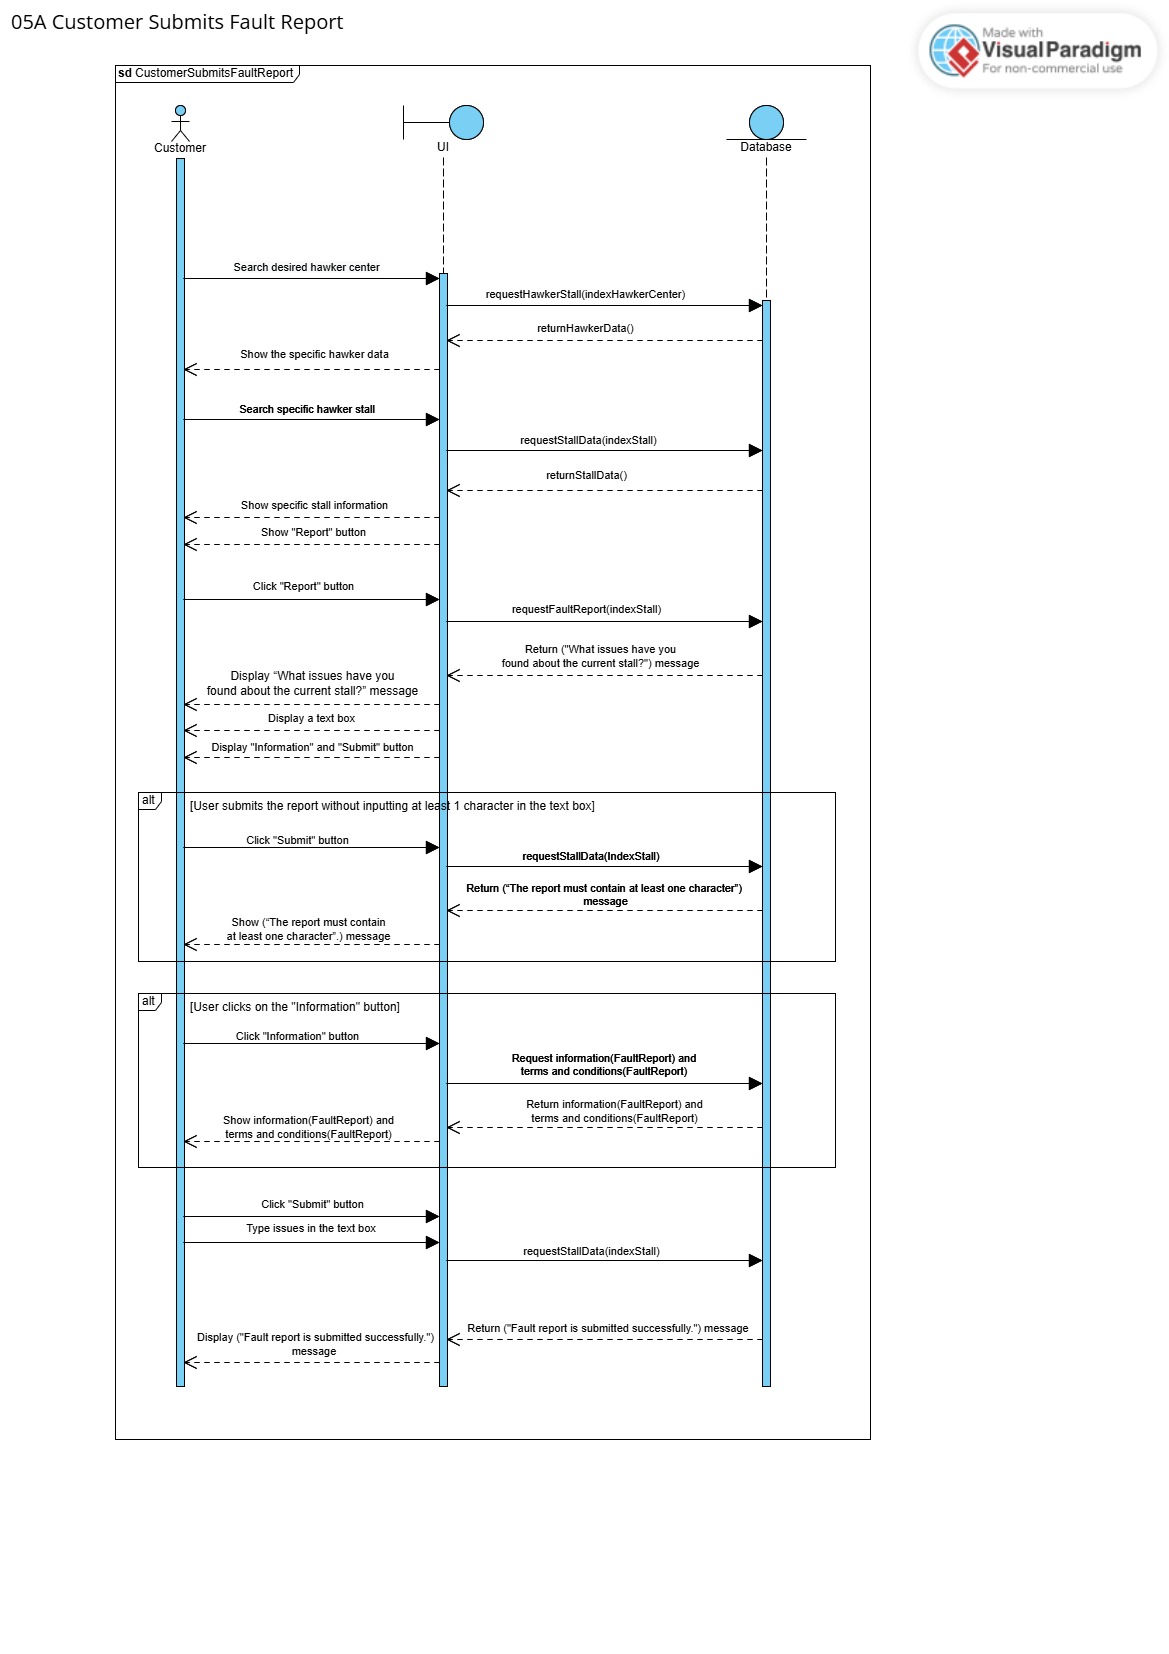 05A Customer Submits Fault Report
Made with
VisualParadigm
For non-commercial use
sd CustomerSubmitsFaultReport
Customer
UI
Database
Search desired hawker center
requestHawkerStall(indexHawkerCenter)
returnHawkerData()
Show the specific hawker data
Search specific hawker stall
requestStallData(indexStall)
returnStallData()
Show specific stall information
Show "Report" button
Click "Report" button
requestFaultReport(indexStall)
Return ("What issues have you
found about the current stall?") message
Display “What issues have you
found about the current stall?” message
Display a text box
Display "Information" and "Submit" button
alt
[User submits the report without inputting at least 1 character in the text box]
Click "Submit" button
requestStallData(IndexStall)
Return (“The report must contain at least one character”)
message
Show (“The report must contain
at least one character”.) message
alt
[User clicks on the "Information" button]
Click "Information" button
Request information(FaultReport) and
terms and conditions(FaultReport)
Return information(FaultReport) and
terms and conditions(FaultReport)
Show information(FaultReport) and
terms and conditions(FaultReport)
Click "Submit" button
Type issues in the text box
requestStallData(indexStall)
Return ("Fault report is submitted successfully.") message
Display ("Fault report is submitted successfully.")
message